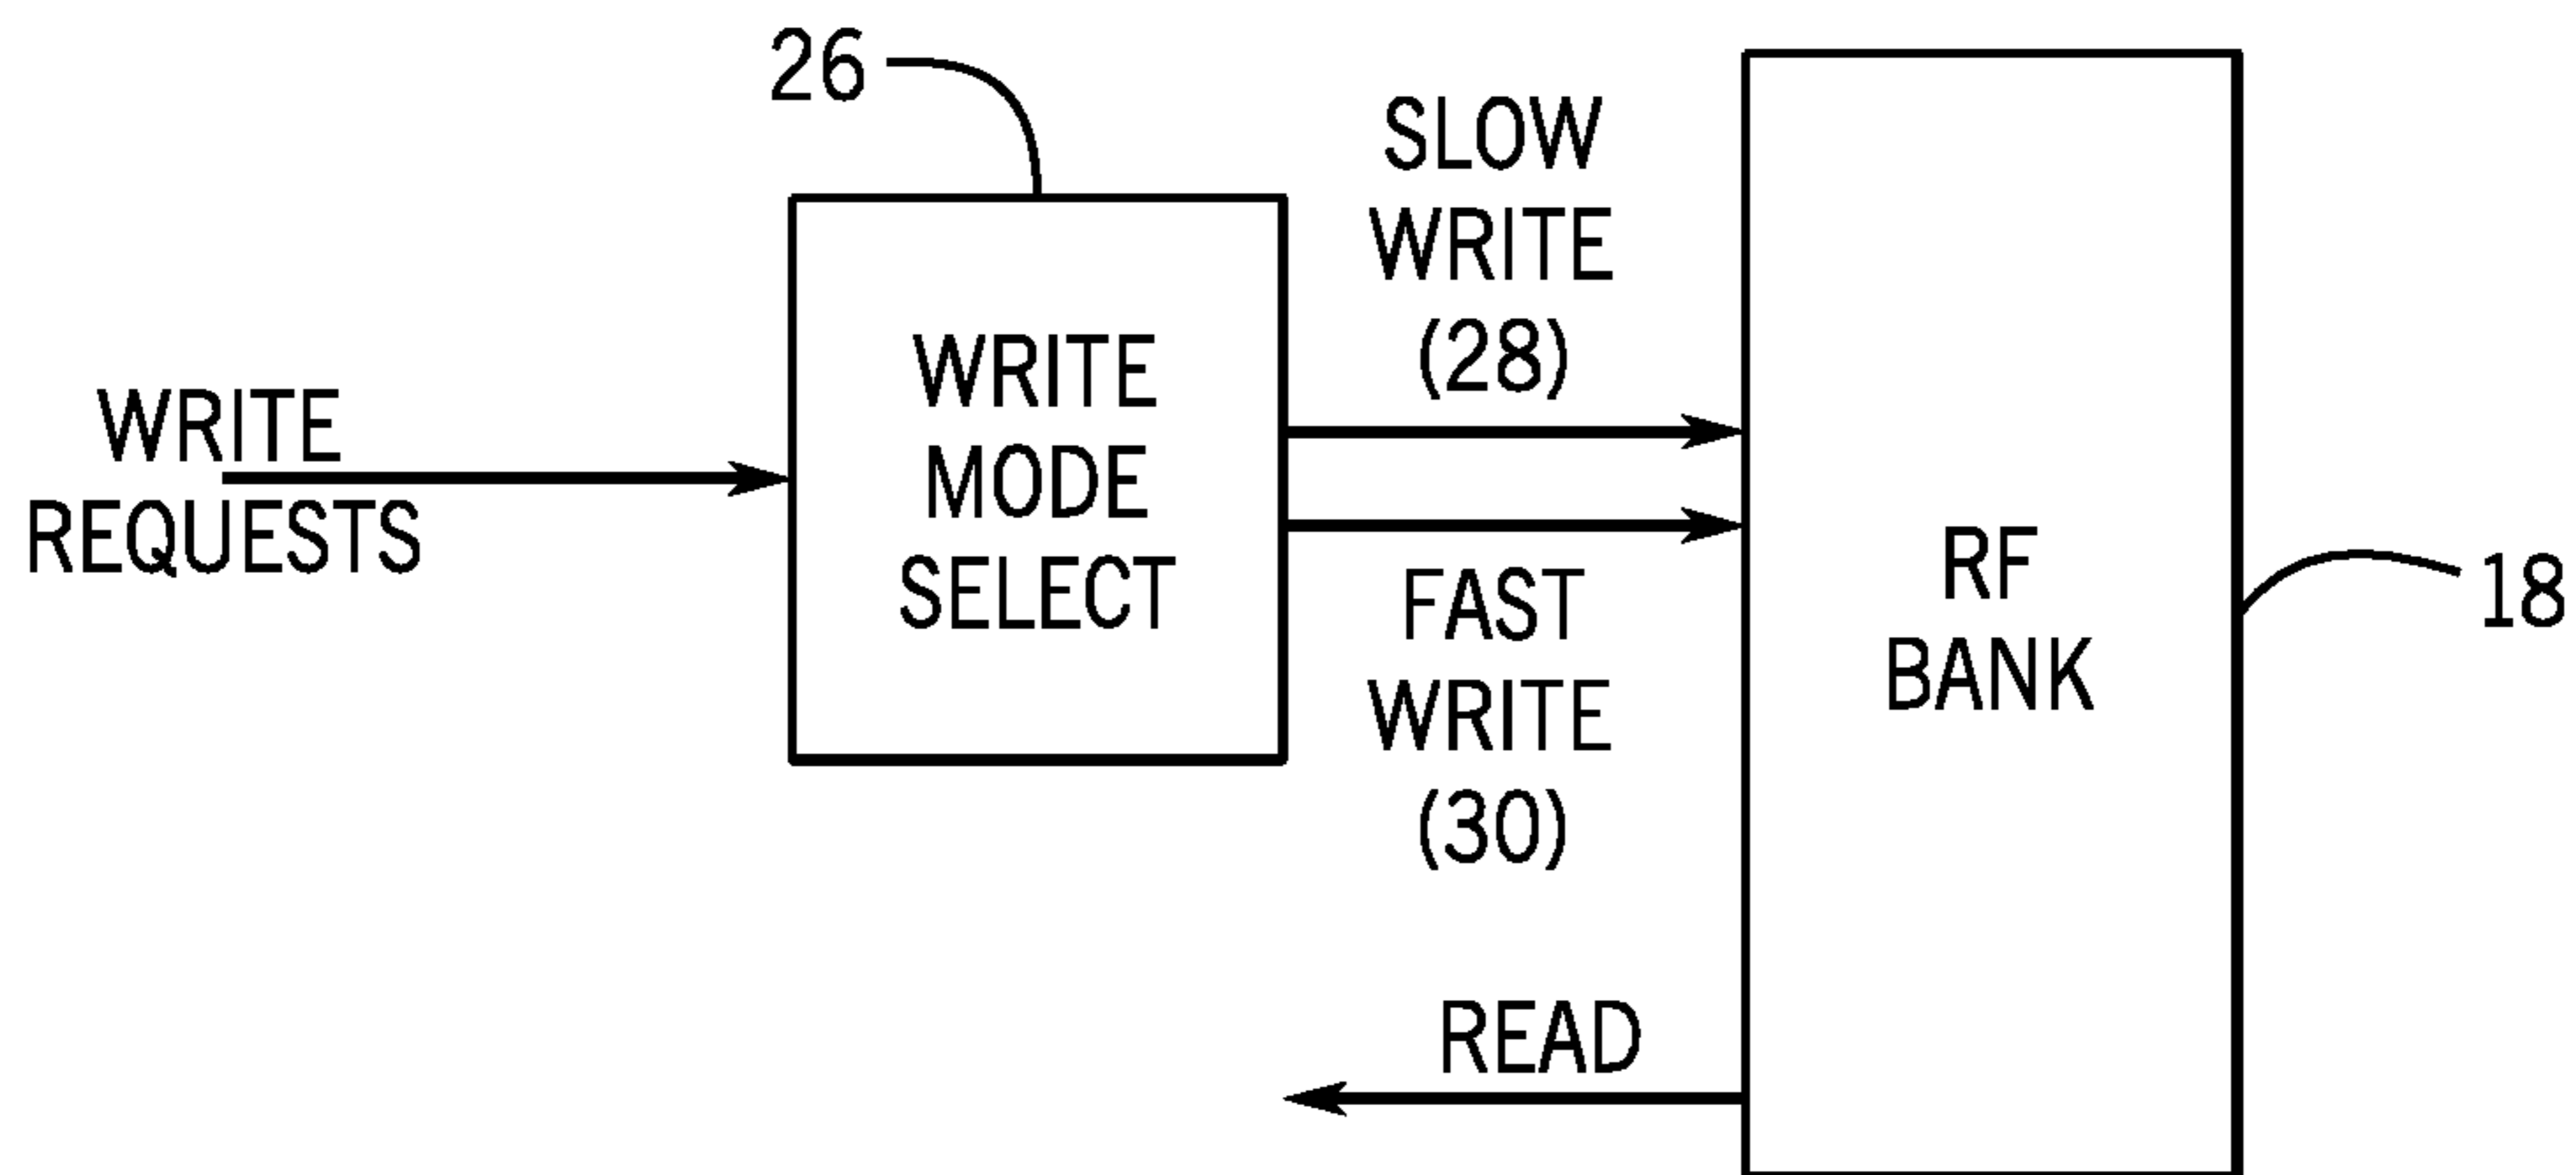 26
SLOW
WRITE
(28)
WRITE
REQUESTS
WRITE
MODE
SELECT
FAST
WRITE
(30)
RF
BANK
18
READ